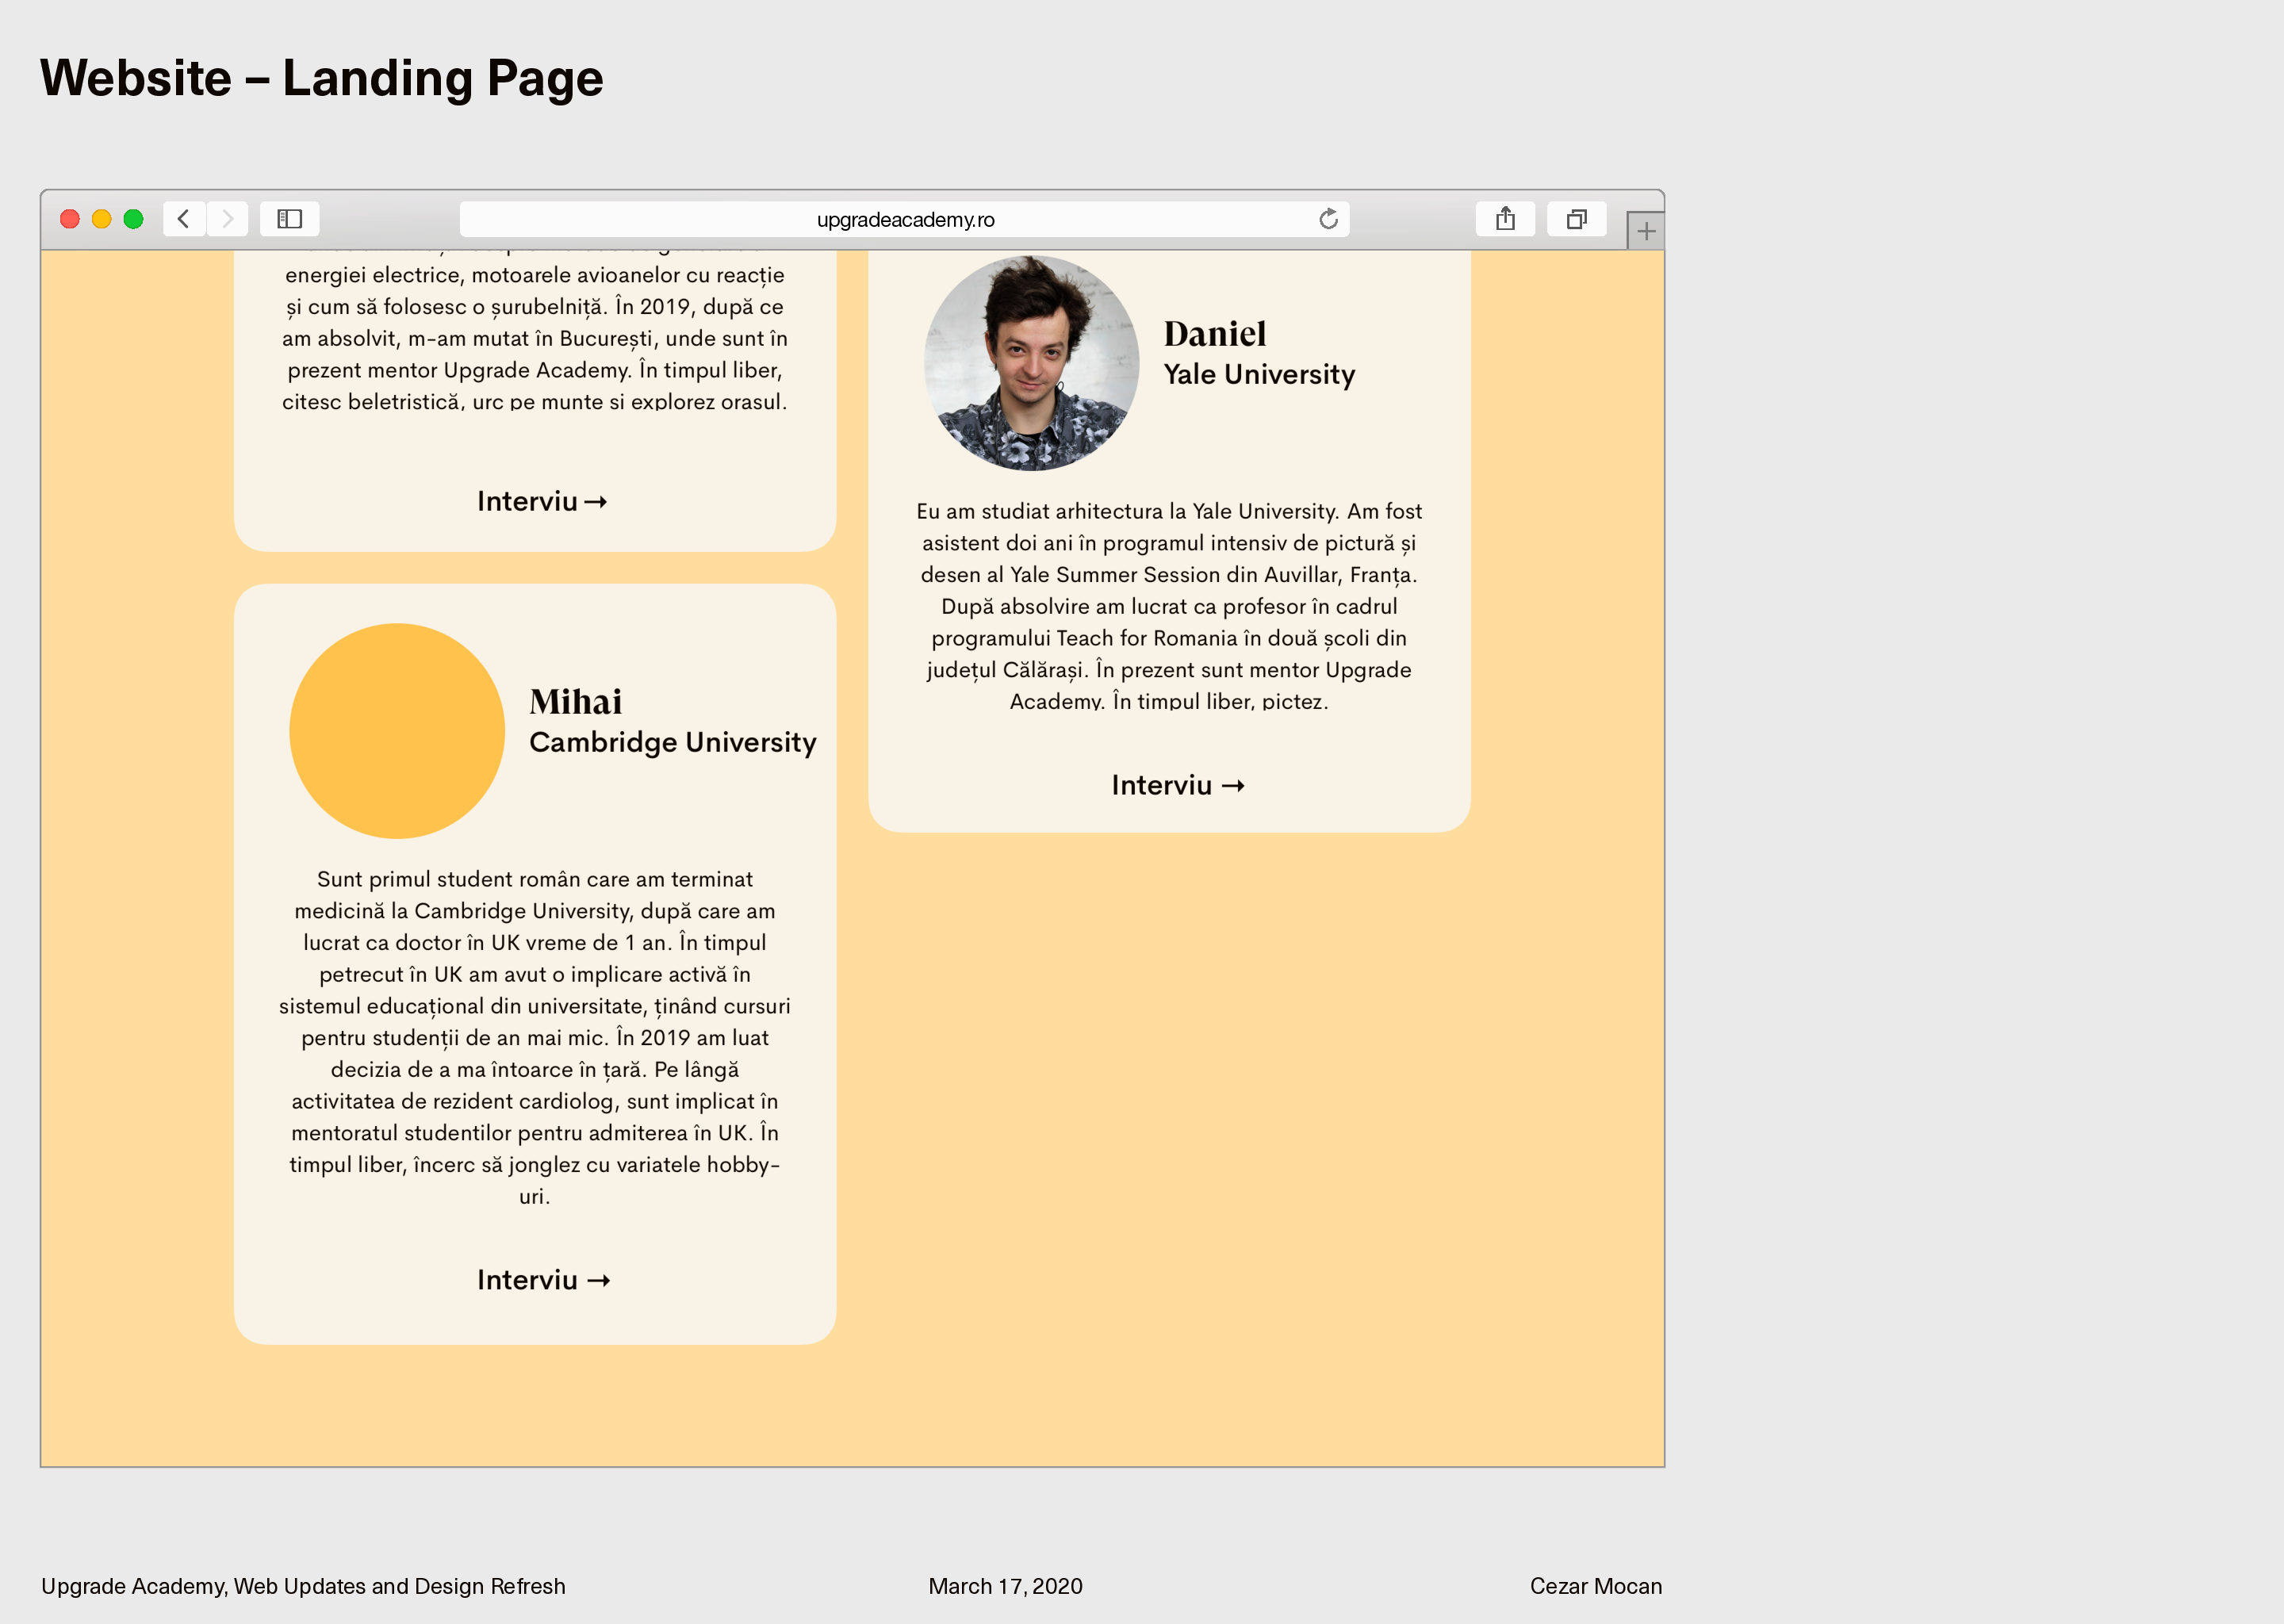 Website – Landing Page
upgradeacademy.ro
energiei electrice, motoarele avioanelor cu reacție
și cum să folosesc o șurubelniță. În 2019, după ce
am absolvit, m-am mutat în București, unde sunt în
prezent mentor Upgrade Academy. În timpul liber,
citesc beletristică, urc pe munte si explorez orasul.
Interviu →
Mihai
Cambridge University
Sunt primul student român care am terminat
medicină la Cambridge University, după care am
lucrat ca doctor în UK vreme de 1 an. În timpul
petrecut în UK am avut o implicare activă în
sistemul educațional din universitate, ținând cursuri
pentru studenții de an mai mic. În 2019 am luat
decizia de a ma întoarce în țară. Pe lângă
activitatea de rezident cardiolog, sunt implicat în
mentoratul studentilor pentru admiterea în UK. În
timpul liber, încerc să jonglez cu variatele hobby-
uri.
Interviu →
Daniel
Yale University
Eu am studiat arhitectura la Yale University. Am fost
asistent doi ani în programul intensiv de pictură și
desen al Yale Summer Session din Auvillar, Franța.
După absolvire am lucrat ca profesor în cadrul
programului Teach for Romania în două școli din
județul Călărași. În prezent sunt mentor Upgrade
Academy. În timpul liber, pictez.
Interviu →
Upgrade Academy, Web Updates and Design Refresh
March 17, 2020
Cezar Mocan